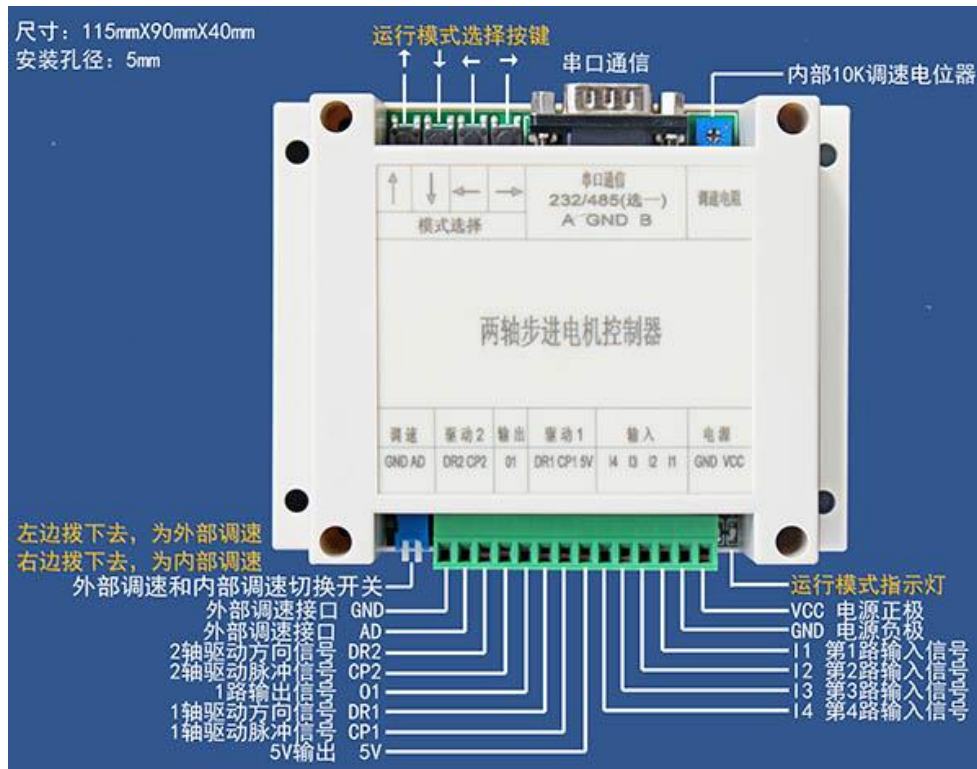 尺寸：115mmX90mmX40mm
安装孔径：5mm
运行模式选择按键
↑ ↓ ← →
串口通信
内部10K调速电位器
↑ ↓ ← →
模式选择
串口通信
232/485(选一)
A GND B
调速电阻
两轴步进电机控制器
调速 驱动2 输出 驱动1 输入 电源
GND AD DR2 CP2 01 DR1 CP1 5V I4 I3 I2 I1 GND VCC
左边拨下去，为外部调速
右边拨下去，为内部调速
外部调速和内部调速切换开关
外部调速接口 GND
外部调速接口 AD
2轴驱动方向信号 DR2
2轴驱动脉冲信号 CP2
1路输出信号 01
1轴驱动方向信号 DR1
1轴驱动脉冲信号 CP1
5V输出 5V
运行模式指示灯
VCC 电源正极
GND 电源负极
I1 第1路输入信号
I2 第2路输入信号
I3 第3路输入信号
I4 第4路输入信号